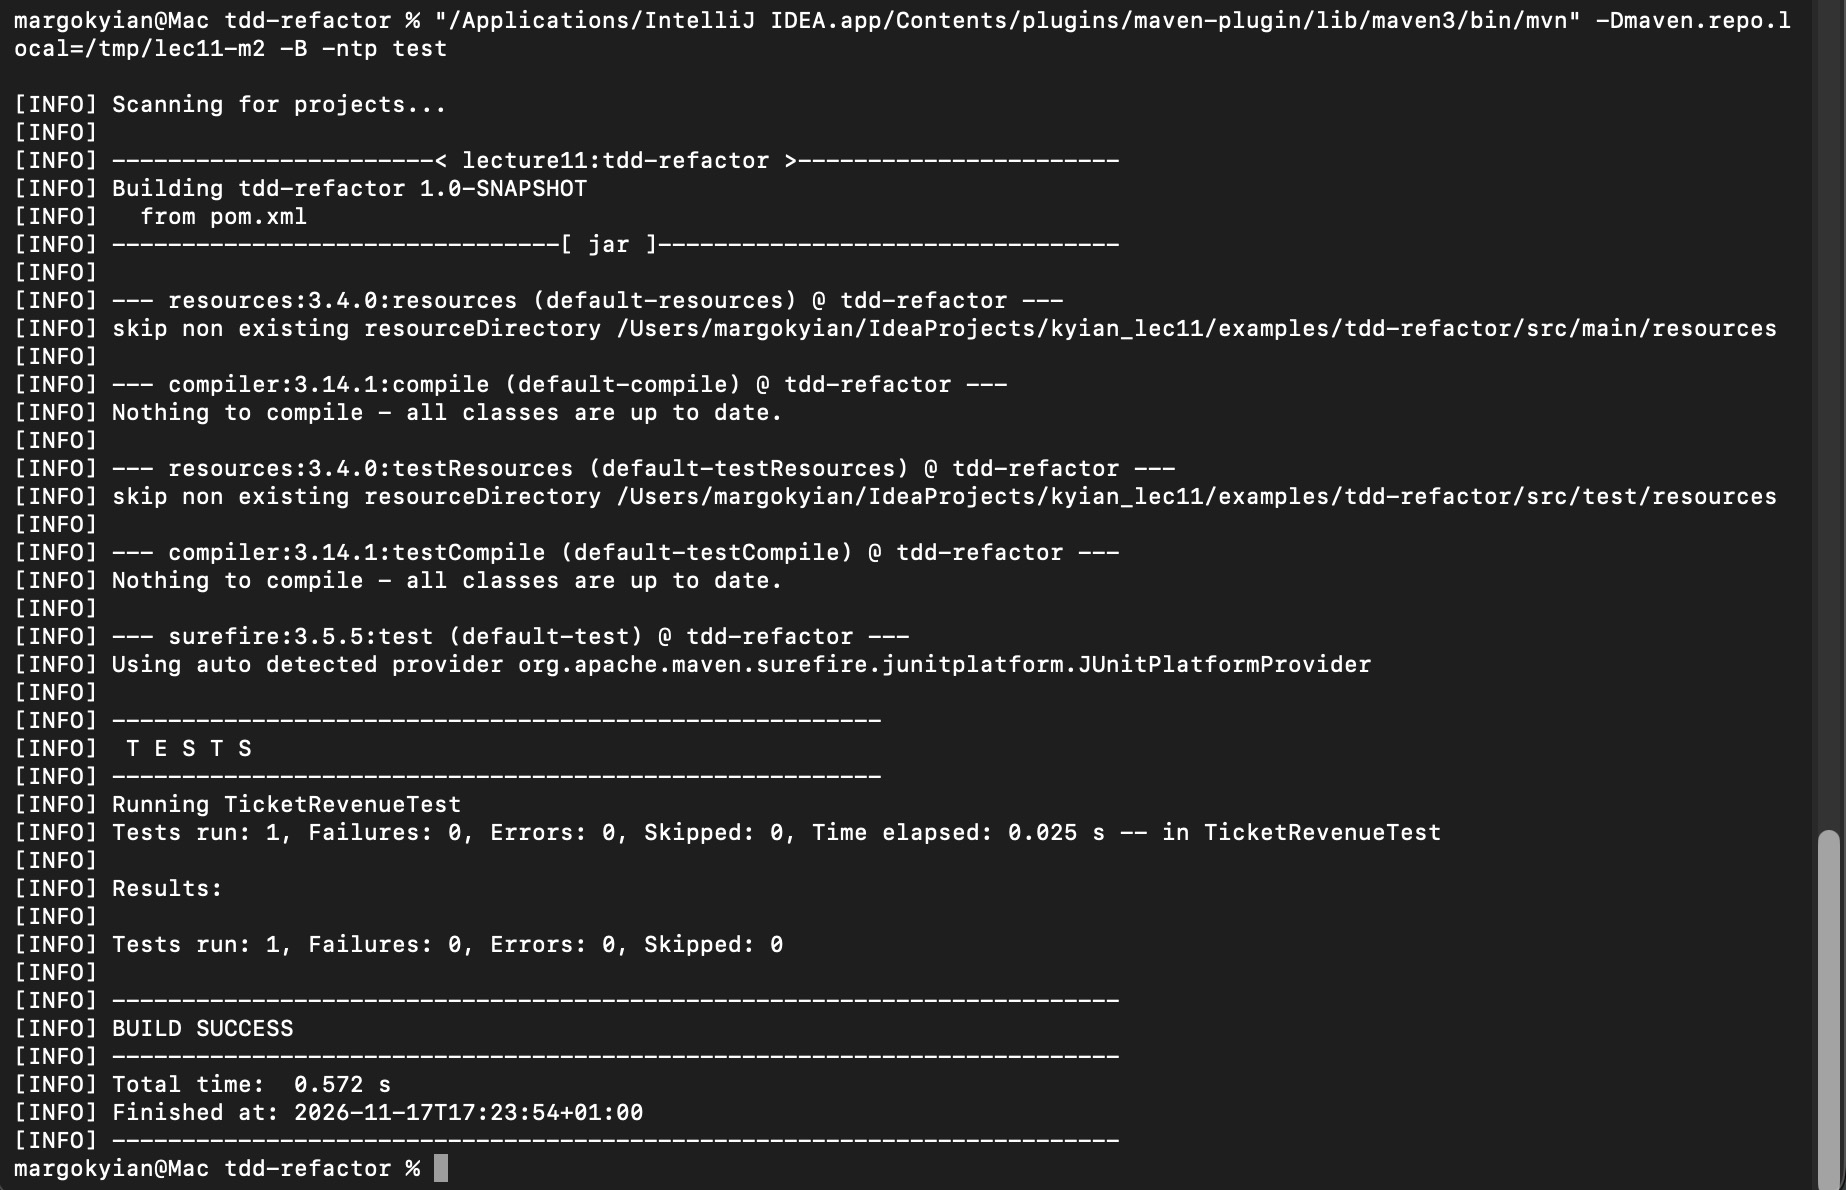 margokyian@Mac tdd-refactor % "/Applications/IntelliJ IDEA.app/Contents/plugins/maven-plugin/lib/maven3/bin/mvn" -Dmaven.repo.l
ocal=/tmp/lec11-m2 -B -ntp test
[INFO] Scanning for projects...
[INFO]
[INFO] -----------------------< lecture11:tdd-refactor >-----------------------
[INFO] Building tdd-refactor 1.0-SNAPSHOT
[INFO]   from pom.xml
[INFO] --------------------------------[ jar ]---------------------------------
[INFO]
[INFO] --- resources:3.4.0:resources (default-resources) @ tdd-refactor ---
[INFO] skip non existing resourceDirectory /Users/margokyian/IdeaProjects/kyian_lec11/examples/tdd-refactor/src/main/resources
[INFO]
[INFO] --- compiler:3.14.1:compile (default-compile) @ tdd-refactor ---
[INFO] Nothing to compile - all classes are up to date.
[INFO]
[INFO] --- resources:3.4.0:testResources (default-testResources) @ tdd-refactor ---
[INFO] skip non existing resourceDirectory /Users/margokyian/IdeaProjects/kyian_lec11/examples/tdd-refactor/src/test/resources
[INFO]
[INFO] --- compiler:3.14.1:testCompile (default-testCompile) @ tdd-refactor ---
[INFO] Nothing to compile - all classes are up to date.
[INFO]
[INFO] --- surefire:3.5.5:test (default-test) @ tdd-refactor ---
[INFO] Using auto detected provider org.apache.maven.surefire.junitplatform.JUnitPlatformProvider
[INFO]
[INFO] -------------------------------------------------------
[INFO]  T E S T S
[INFO] -------------------------------------------------------
[INFO] Running TicketRevenueTest
[INFO] Tests run: 1, Failures: 0, Errors: 0, Skipped: 0, Time elapsed: 0.025 s -- in TicketRevenueTest
[INFO]
[INFO] Results:
[INFO]
[INFO] Tests run: 1, Failures: 0, Errors: 0, Skipped: 0
[INFO]
[INFO] ------------------------------------------------------------------------
[INFO] BUILD SUCCESS
[INFO] ------------------------------------------------------------------------
[INFO] Total time:  0.572 s
[INFO] Finished at: 2026-11-17T17:23:54+01:00
[INFO] ------------------------------------------------------------------------
margokyian@Mac tdd-refactor %